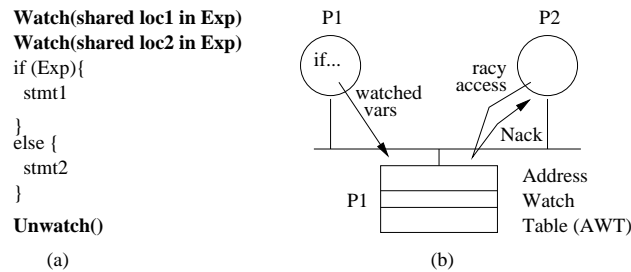 Watch(shared loc1 in Exp)
Watch(shared loc2 in Exp)
if (Exp){
stmt1
}
else {
stmt2
}
Unwatch()
(a)
P1
P2
if...
watched
vars
racy
access
Nack
P1
Address
Watch
Table (AWT)
(b)